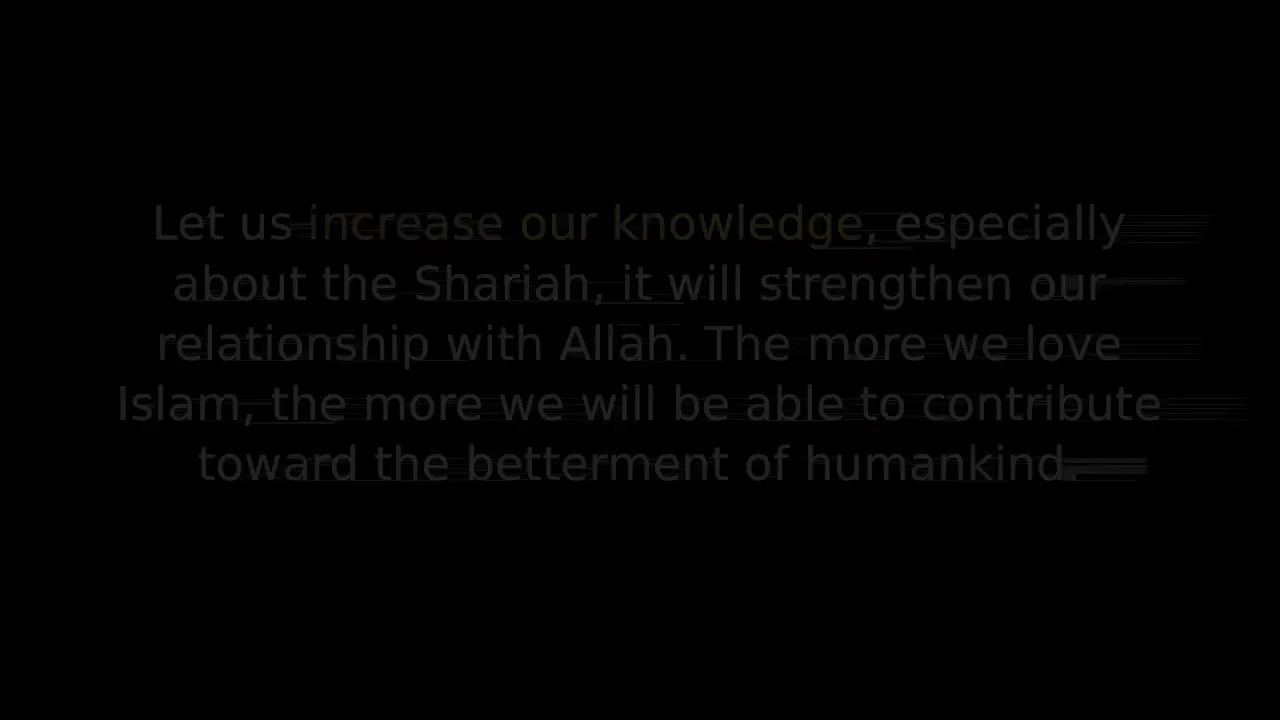 Let us increase our knowledge, especially
about the Shariah, it will strengthen our
relationship with Allah. The more we love
Islam, the more we will be able to contribute
toward the betterment of humankind.